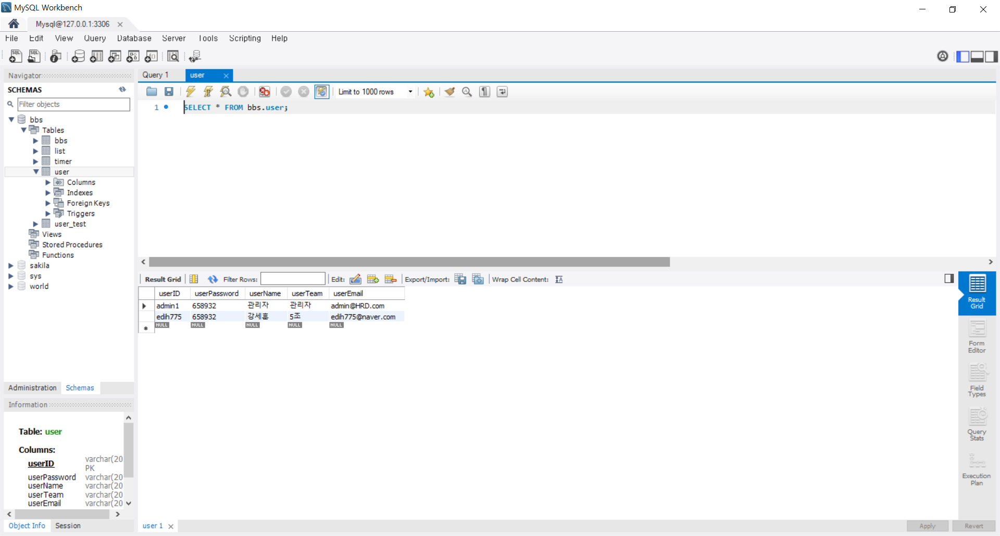 MySQL Workbench
Mysql@127.0.0.1:3306
File Edit View Query Database Server Tools Scripting Help
Navigator
SCHEMAS
Filter objects
bbs
Tables
bbs
list
timer
user
Columns
Indexes
Foreign Keys
Triggers
user_test
Views
Stored Procedures
Functions
sakila
sys
world
Administration Schemas
Information
Table: user
Columns:
userID varchar(20
PK
userPassword varchar(20
userName varchar(20
userTeam varchar(20
userEmail varchar(20
Object Info Session
Query 1 user
Limit to 1000 rows
1 SELECT * FROM bbs.user;
Result Grid Filter Rows: Edit: Export/Import: Wrap Cell Content:
userID userPassword userName userTeam userEmail
admin1 658932 관리자 관리자 admin@HRD.com
edih775 658932 강세훈 5조 edih775@naver.com
NULL NULL NULL NULL NULL
Result
Grid
Form
Editor
Field
Types
Query
Stats
Execution
Plan
user 1
Apply Revert